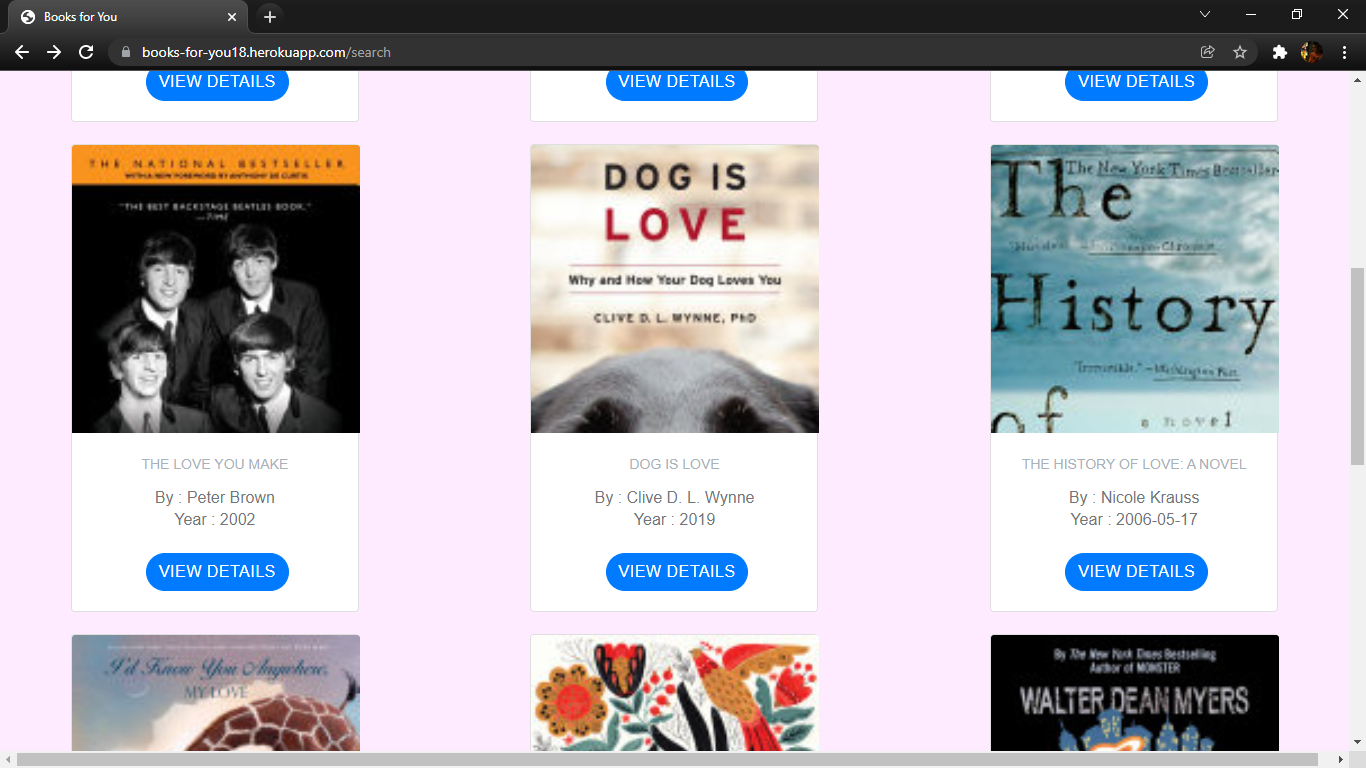 Books for You
books-for-you18.herokuapp.com/search
VIEW DETAILS
VIEW DETAILS
VIEW DETAILS
THE NATIONAL BESTSELLER
WITH A NEW FOREWORD BY ANTHONY DE CURTIS
"THE BEST BACKSTAGE BEATLES BOOK."
—TIME
THE LOVE YOU MAKE
By : Peter Brown
Year : 2002
VIEW DETAILS
DOG IS
LOVE
Why and How Your Dog Loves You
CLIVE D. L. WYNNE, PhD
DOG IS LOVE
By : Clive D. L. Wynne
Year : 2019
VIEW DETAILS
The New York Times Bestseller
The
History
"Irresistible." —Washington Post
of
a novel
THE HISTORY OF LOVE: A NOVEL
By : Nicole Krauss
Year : 2006-05-17
VIEW DETAILS
I'd Know You Anywhere,
MY LOVE
By The New York Times Bestselling
Author of MONSTER
WALTER DEAN MYERS